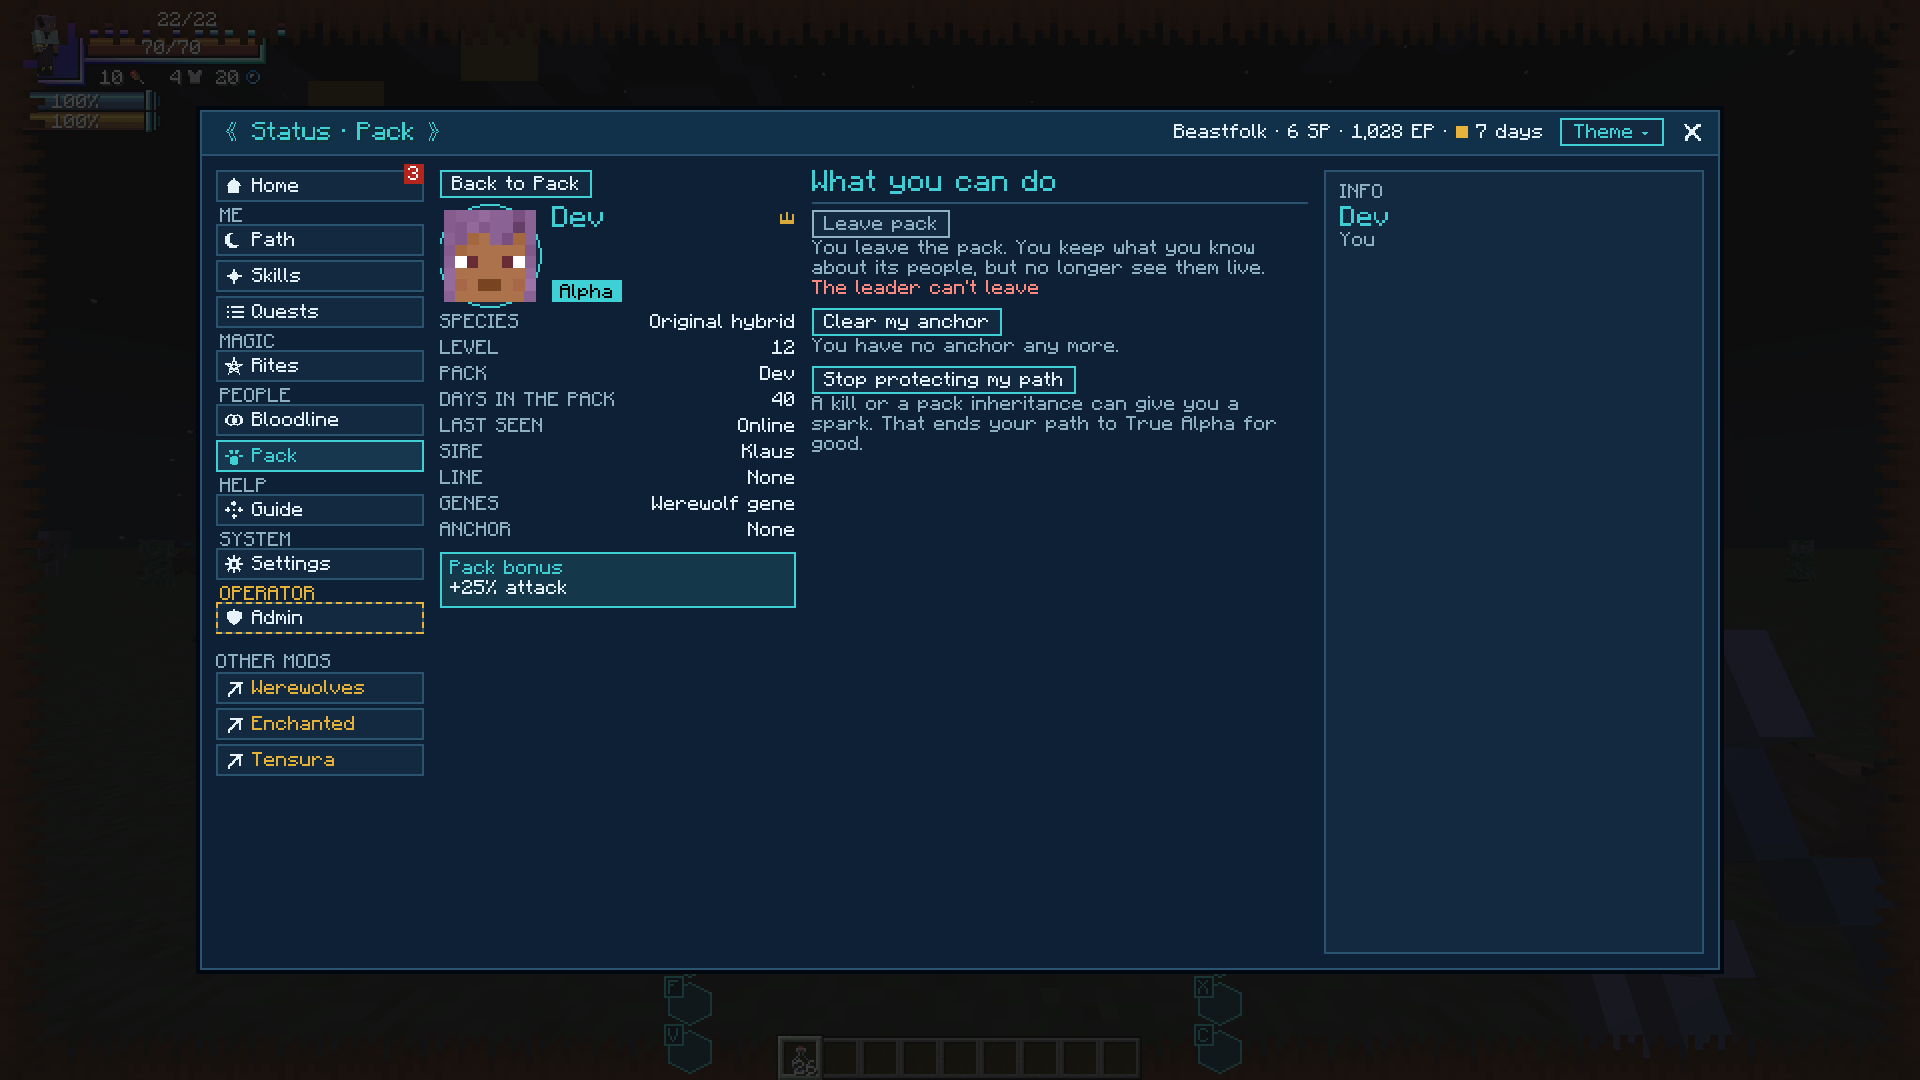 22/22
70/70
10 4 20
100%
100%
《 Status · Pack 》
Beastfolk · 6 SP · 1,028 EP · 7 days
Theme
Home
3
ME
Path
Skills
Quests
MAGIC
Rites
PEOPLE
Bloodline
Pack
HELP
Guide
SYSTEM
Settings
OPERATOR
Admin
OTHER MODS
Werewolves
Enchanted
Tensura
Back to Pack
Dev
Alpha
SPECIES Original hybrid
LEVEL 12
PACK Dev
DAYS IN THE PACK 40
LAST SEEN Online
SIRE Klaus
LINE None
GENES Werewolf gene
ANCHOR None
Pack bonus
+25% attack
What you can do
Leave pack
You leave the pack. You keep what you know
about its people, but no longer see them live.
The leader can't leave
Clear my anchor
You have no anchor any more.
Stop protecting my path
A kill or a pack inheritance can give you a
spark. That ends your path to True Alpha for
good.
INFO
Dev
You
F
X
V
C
26